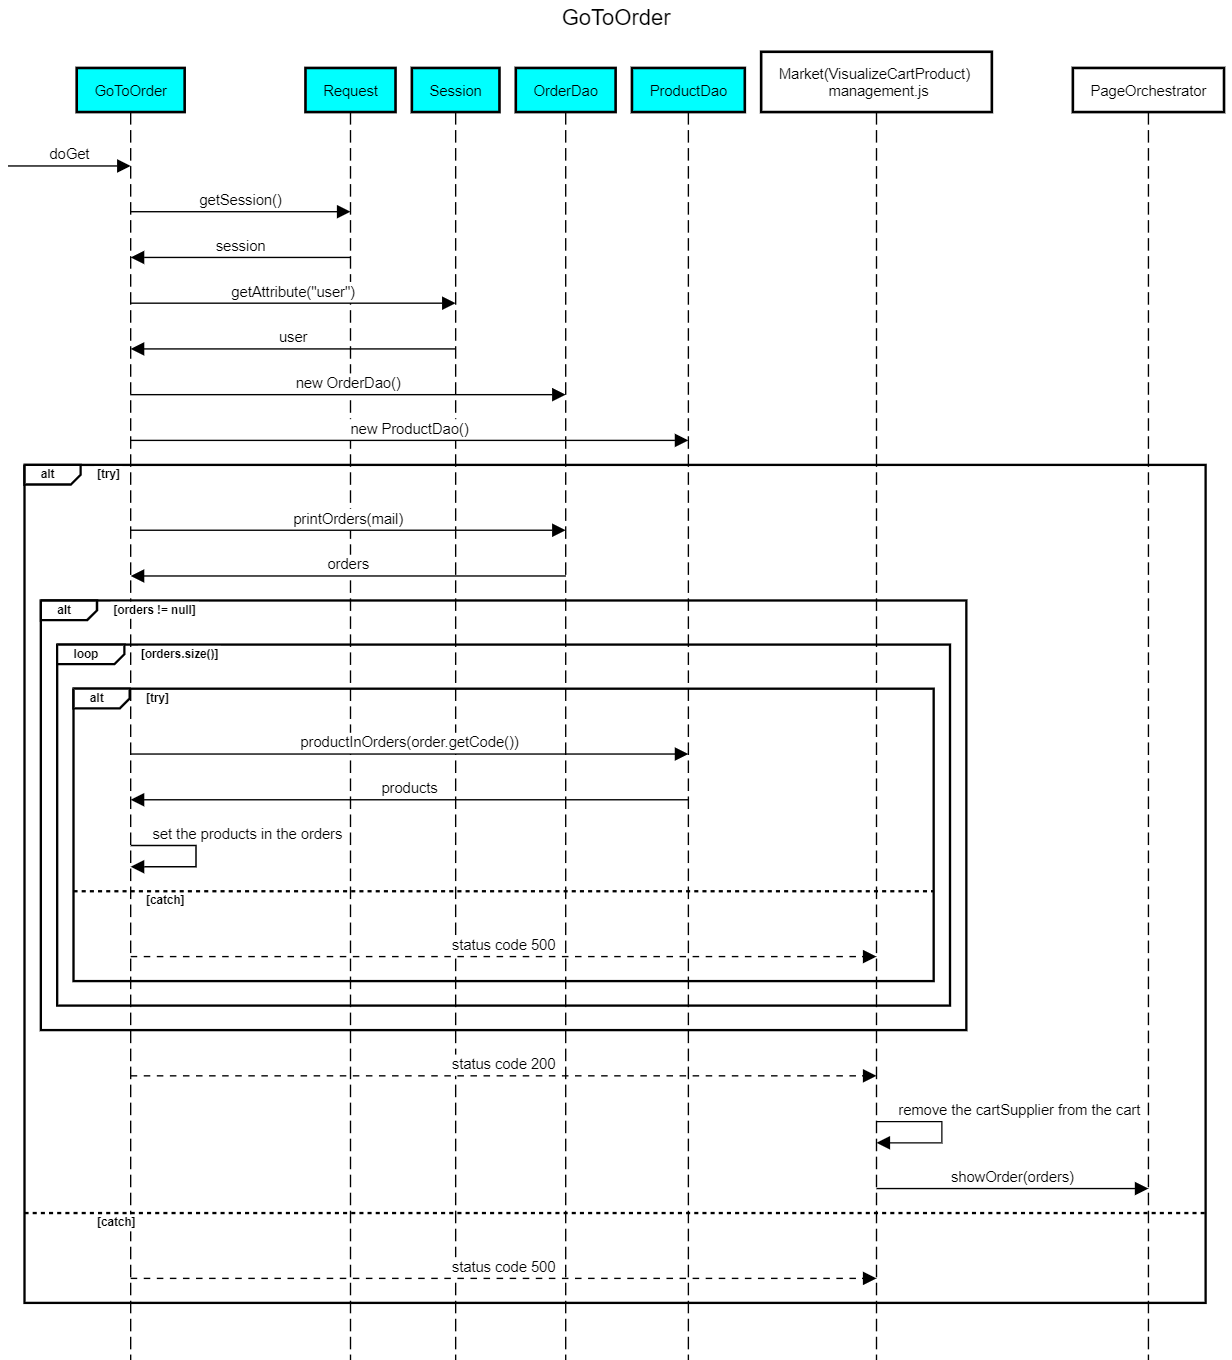 GoToOrder
GoToOrder
Request
Session
OrderDao
ProductDao
Market(VisualizeCartProduct)
management.js
PageOrchestrator
doGet
getSession()
session
getAttribute("user")
user
new OrderDao()
new ProductDao()
alt [try]
printOrders(mail)
orders
alt [orders != null]
loop [orders.size()]
alt [try]
productInOrders(order.getCode())
products
set the products in the orders
[catch]
status code 500
status code 200
remove the cartSupplier from the cart
showOrder(orders)
[catch]
status code 500